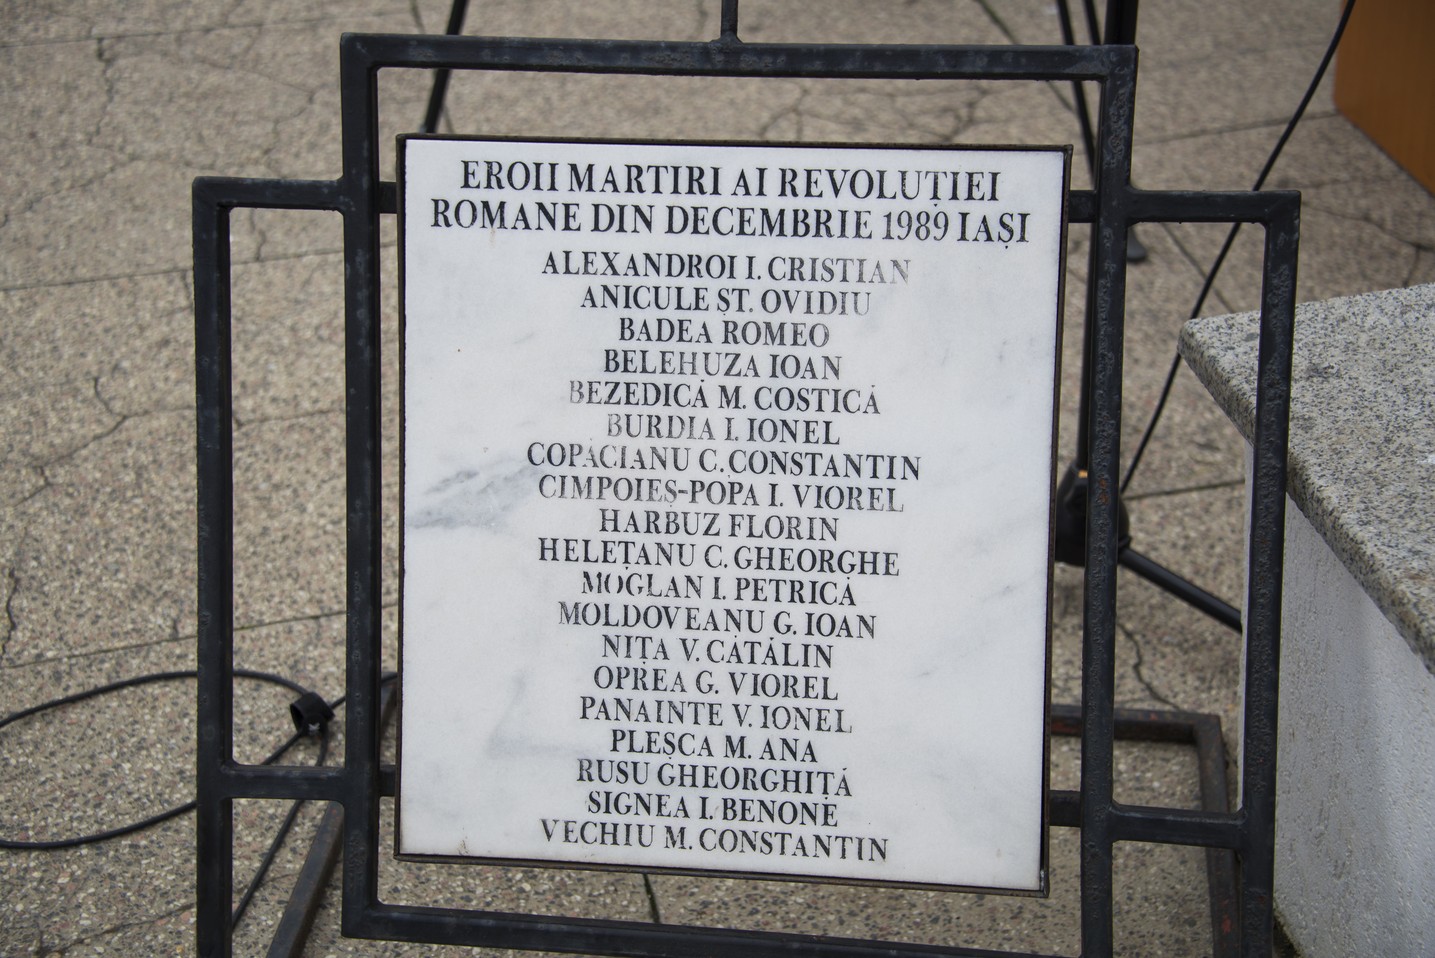 EROII MARTIRI AI REVOLUȚIEI
ROMANE DIN DECEMBRIE 1989 IAȘI
ALEXANDROI I. CRISTIAN
ANICULE ȘT. OVIDIU
BADEA ROMEO
BELEHUZA IOAN
BEZEDICĂ M. COSTICĂ
BURDIA I. IONEL
COPACIANU C. CONSTANTIN
CIMPOIES-POPA I. VIOREL
HARBUZ FLORIN
HELEȚANU C. GHEORGHE
MOGLAN I. PETRICĂ
MOLDOVEANU G. IOAN
NIȚA V. CĂTĂLIN
OPREA G. VIOREL
PANAINTE V. IONEL
PLEȘCA M. ANA
RUSU GHEORGHIȚĂ
SIGNEA I. BENONE
VECHIU M. CONSTANTIN